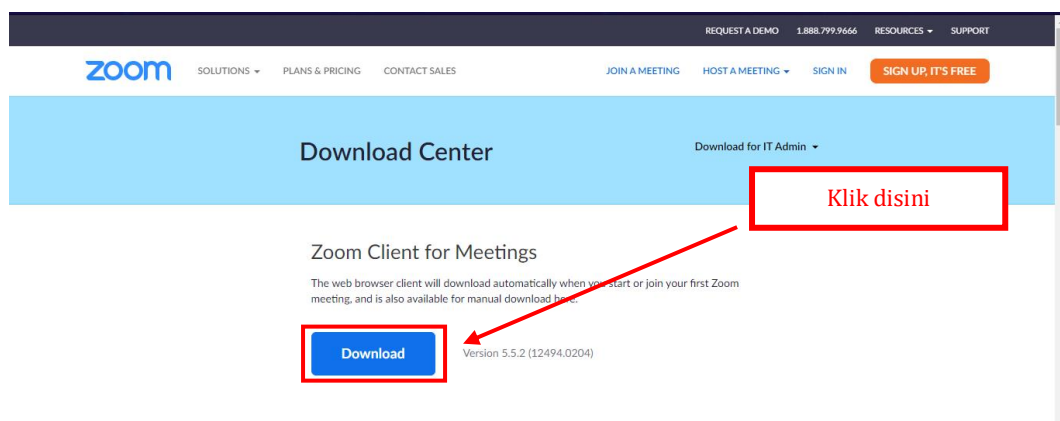 REQUEST A DEMO 1.888.799.9666 RESOURCES SUPPORT
zoom SOLUTIONS PLANS & PRICING CONTACT SALES JOIN A MEETING HOST A MEETING SIGN IN SIGN UP, IT'S FREE
Download Center
Download for IT Admin
Klik disini
Zoom Client for Meetings
The web browser client will download automatically when you start or join your first Zoom
meeting, and is also available for manual download here.
Download
Version 5.5.2 (12494.0204)